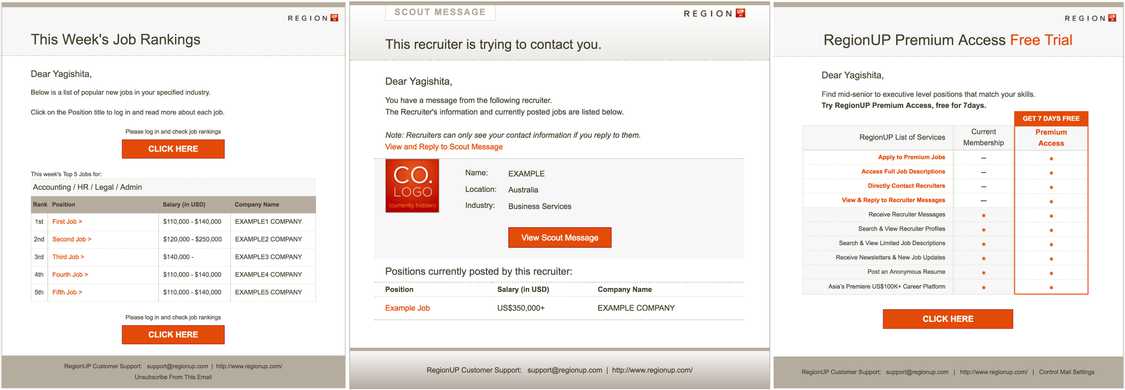 REGION UP
This Week's Job Rankings
Dear Yagishita,
Below is a list of popular new jobs in your specified industry.
Click on the Position title to log in and read more about each job.
Please log in and check job rankings
CLICK HERE
This week's Top 5 Jobs for:
Accounting / HR / Legal / Admin
Rank Position Salary (in USD) Company Name
1st First Job > $110,000 - $140,000 EXAMPLE1 COMPANY
2nd Second Job > $120,000 - $250,000 EXAMPLE2 COMPANY
3rd Third Job > $140,000 - EXAMPLE3 COMPANY
4th Fourth Job > $110,000 - $140,000 EXAMPLE4 COMPANY
5th Fifth Job > $110,000 - $140,000 EXAMPLE5 COMPANY
Please log in and check job rankings
CLICK HERE
RegionUP Customer Support: support@regionup.com | http://www.regionup.com/
Unsubscribe From This Email
SCOUT MESSAGE
REGION UP
This recruiter is trying to contact you.
Dear Yagishita,
You have a message from the following recruiter.
The Recruiter's information and currently posted jobs are listed below.
Note: Recruiters can only see your contact information if you reply to them.
View and Reply to Scout Message
CO.
LOGO
currently hidden
Name: EXAMPLE
Location: Australia
Industry: Business Services
View Scout Message
Positions currently posted by this recruiter:
Position Salary (in USD) Company Name
Example Job US$350,000+ EXAMPLE COMPANY
RegionUP Customer Support: support@regionup.com | http://www.regionup.com/
REGION UP
RegionUP Premium Access Free Trial
Dear Yagishita,
Find mid-senior to executive level positions that match your skills.
Try RegionUP Premium Access, free for 7days.
GET 7 DAYS FREE
RegionUP List of Services Current Membership Premium Access
Apply to Premium Jobs – •
Access Full Job Descriptions – •
Directly Contact Recruiters – •
View & Reply to Recruiter Messages – •
Receive Recruiter Messages • •
Search & View Recruiter Profiles • •
Search & View Limited Job Descriptions • •
Receive Newsletters & New Job Updates • •
Post an Anonymous Resume • •
Asia's Premiere US$100K+ Career Platform • •
CLICK HERE
RegionUP Customer Support: support@regionup.com | http://www.regionup.com/ | Control Mail Settings